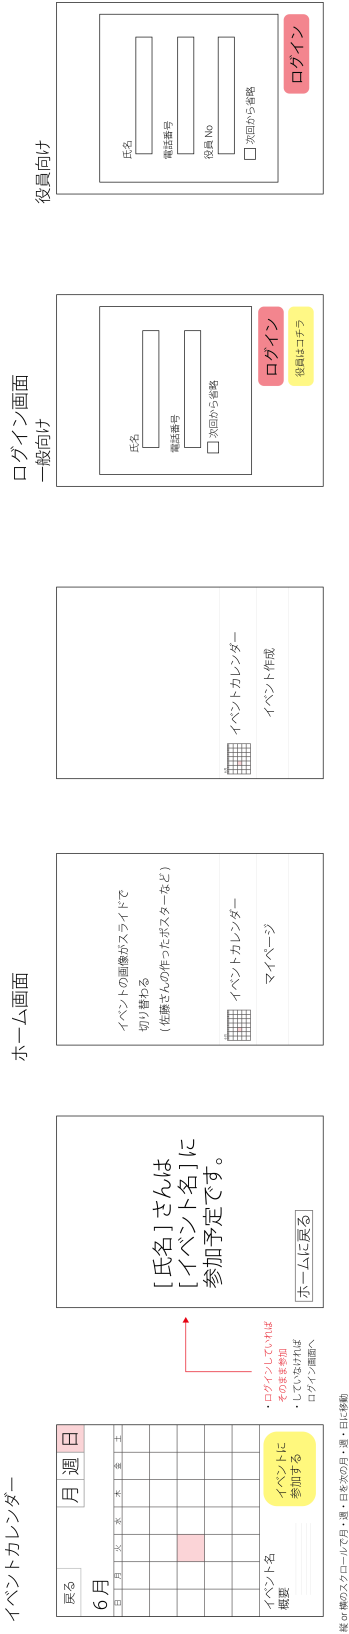 イベントカレンダー
戻る
月 週 日
6月
日 月 火 水 木 金 土
イベント名
概要
イベントに
参加する
縦 or 横のスクロールで月・週・日を次の月・週・日に移動
・ログインしていれば
そのまま参加
・していなければ
ログイン画面へ
[ 氏名 ] さんは
[ イベント名 ] に
参加予定です。
ホームに戻る
ホーム画面
イベントの画像がスライドで
切り替わる
( 佐藤さんの作ったポスターなど )
イベントカレンダー
マイページ
イベントカレンダー
イベント作成
ログイン画面
一般向け
氏名
電話番号
次回から省略
ログイン
役員はコチラ
役員向け
氏名
電話番号
役員 No
次回から省略
ログイン